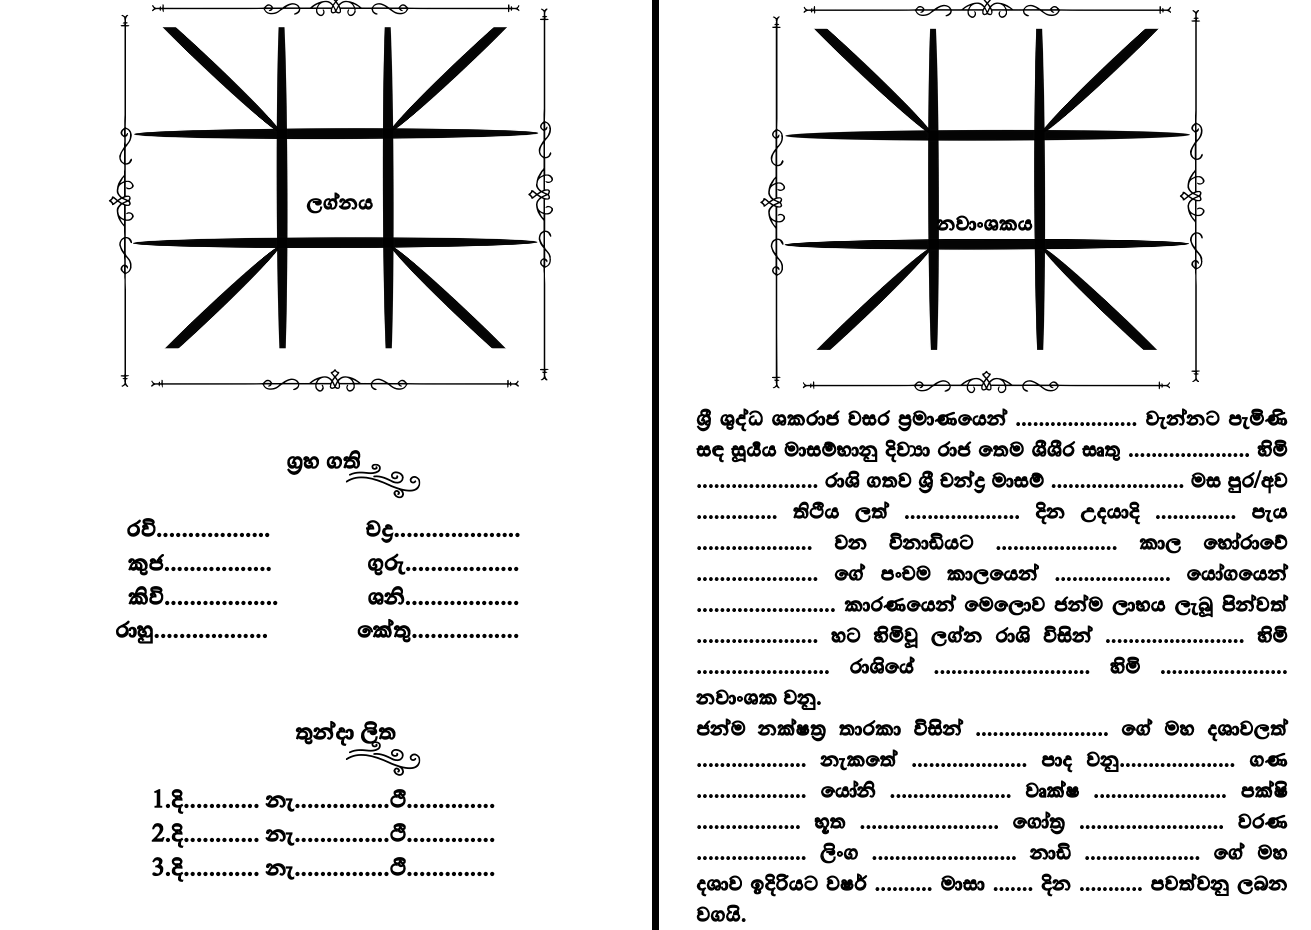 ලග්නය
ග්‍රහ ගති
රවි.................. චද්‍ර....................
කුජ................. ගුරු..................
කිවි.................. ශනි..................
රාහු.................. කේතු.................
තුන්දා ලිත
1.දි............ නැ...............ථි..............
2.දි............ නැ...............ථි..............
3.දි............ නැ...............ථි..............
නවාංශකය
ශ්‍රී ශුද්ධ ශකරාජ වසර ප්‍රමාණයෙන් ..................... වැන්නට පැමිණි
සඳ සූර්‍ය්‍ය මාසම්භානු දිව්‍යා රාජ තෙම ශිශීර ඍතු ..................... හිමි
..................... රාශි ගතව ශ්‍රී චන්ද්‍ර මාසම් ....................... මස පුර/අව
.............. තිථිය ලත් .................... දින උදයාදි .............. පැය
.................... වන විනාඩියට ..................... කාල හෝරාවේ
..................... ගේ පංචම කාලයෙන් .................... යෝගයෙන්
........................ කාරණයෙන් මෙලොව ජන්ම ලාභය ලැබූ පින්වත්
..................... හට හිමිවූ ලග්න රාශි විසින් ........................ හිමි
....................... රාශියේ ........................... හිමි ......................
නවාංශක වනු.
ජන්ම නක්ෂත්‍ර තාරකා විසින් ....................... ගේ මහ දශාවලත්
................... නැකතේ .................... පාද වනු.................... ගණ
................... යෝනි ..................... වෘක්ෂ ....................... පක්ෂි
.................. භූත ........................ ගෝත්‍ර ......................... වරණ
................... ලිංග ......................... නාඩි .................... ගේ මහ
දශාව ඉදිරියට වෂර් .......... මාසා ....... දින ........... පවත්වනු ලබන
වගයි.